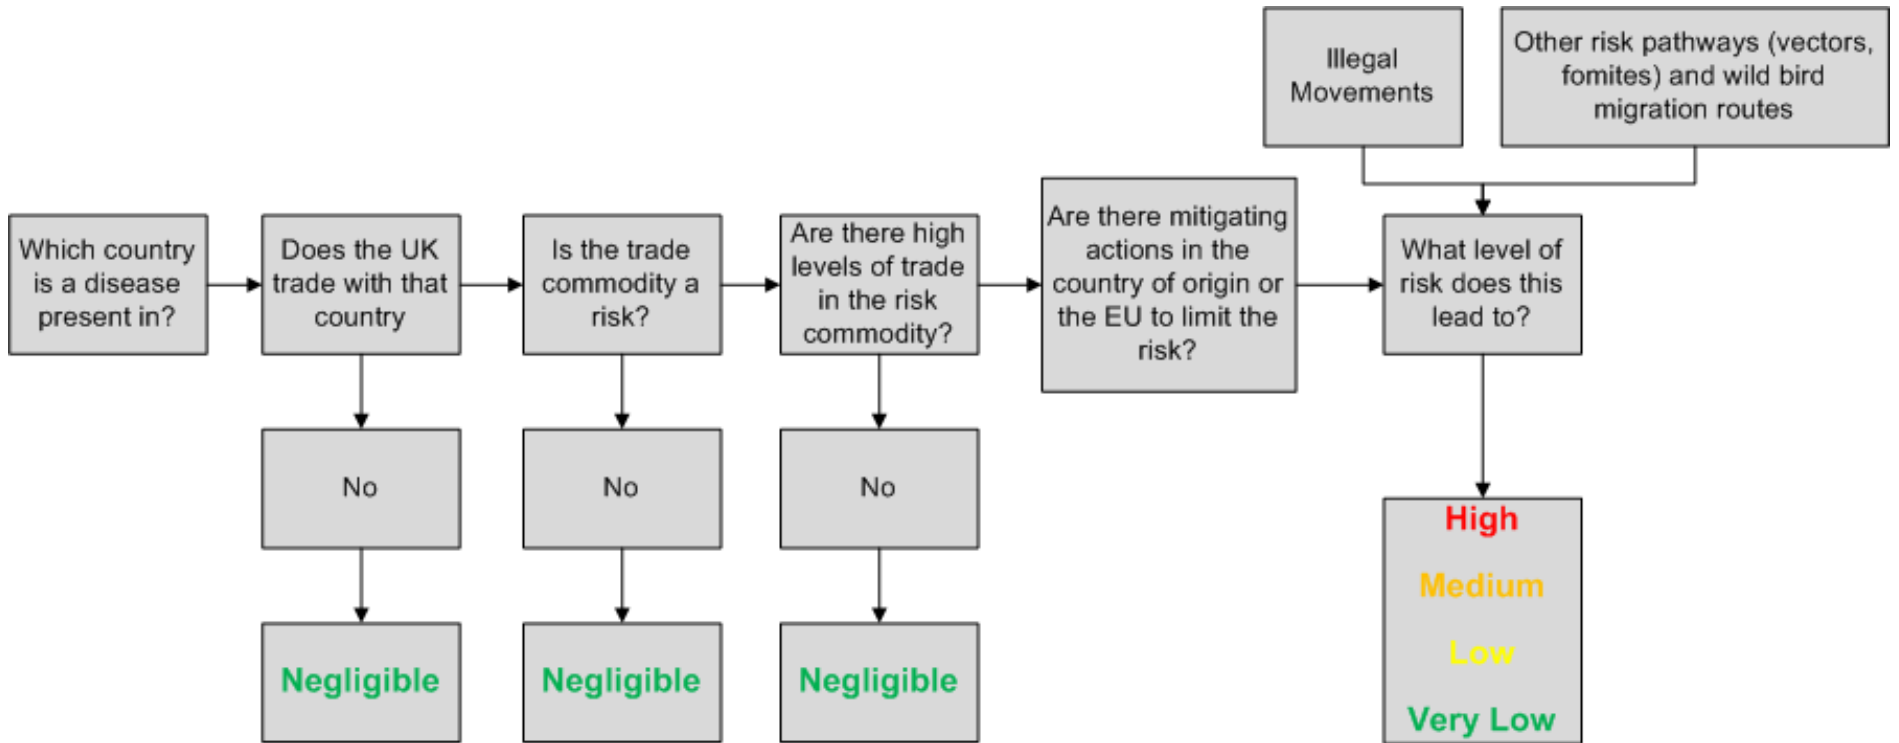 Illegal
Movements
Other risk pathways (vectors,
fomites) and wild bird
migration routes
Which country
is a disease
present in?
Does the UK
trade with that
country
Is the trade
commodity a
risk?
Are there high
levels of trade
in the risk
commodity?
Are there mitigating
actions in the
country of origin or
the EU to limit the
risk?
What level of
risk does this
lead to?
No
No
No
Negligible
Negligible
Negligible
High
Medium
Low
Very Low